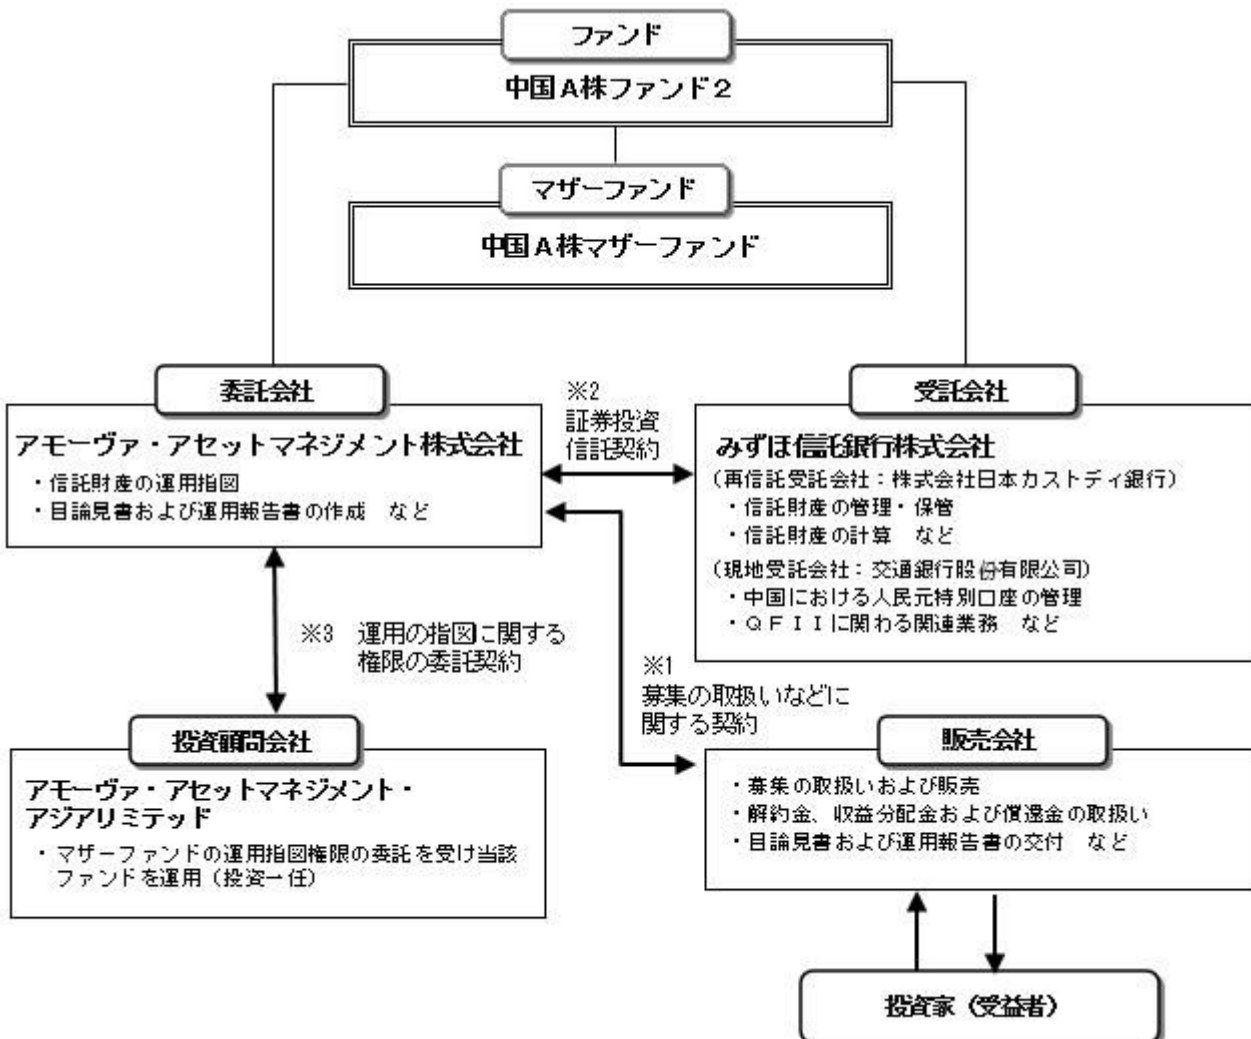 ファンド
中国A株ファンド2
マザーファンド
中国A株マザーファンド
委託会社
アモーヴァ・アセットマネジメント株式会社
・信託財産の運用指図
・目論見書および運用報告書の作成　など
※2
証券投資
信託契約
受託会社
みずほ信託銀行株式会社
(再信託受託会社：株式会社日本カストディ銀行)
・信託財産の管理・保管
・信託財産の計算　など
(現地受託会社：交通銀行股份有限公司)
・中国における人民元特別口座の管理
・ＱＦＩＩに関わる関連業務　など
※3　運用の指図に関する
権限の委託契約
※1
募集の取扱いなどに
関する契約
投資顧問会社
アモーヴァ・アセットマネジメント・
アジアリミテッド
・マザーファンドの運用指図権限の委託を受け当該
ファンドを運用（投資一任）
販売会社
・募集の取扱いおよび販売
・解約金、収益分配金および償還金の取扱い
・目論見書および運用報告書の交付　など
投資家（受益者）